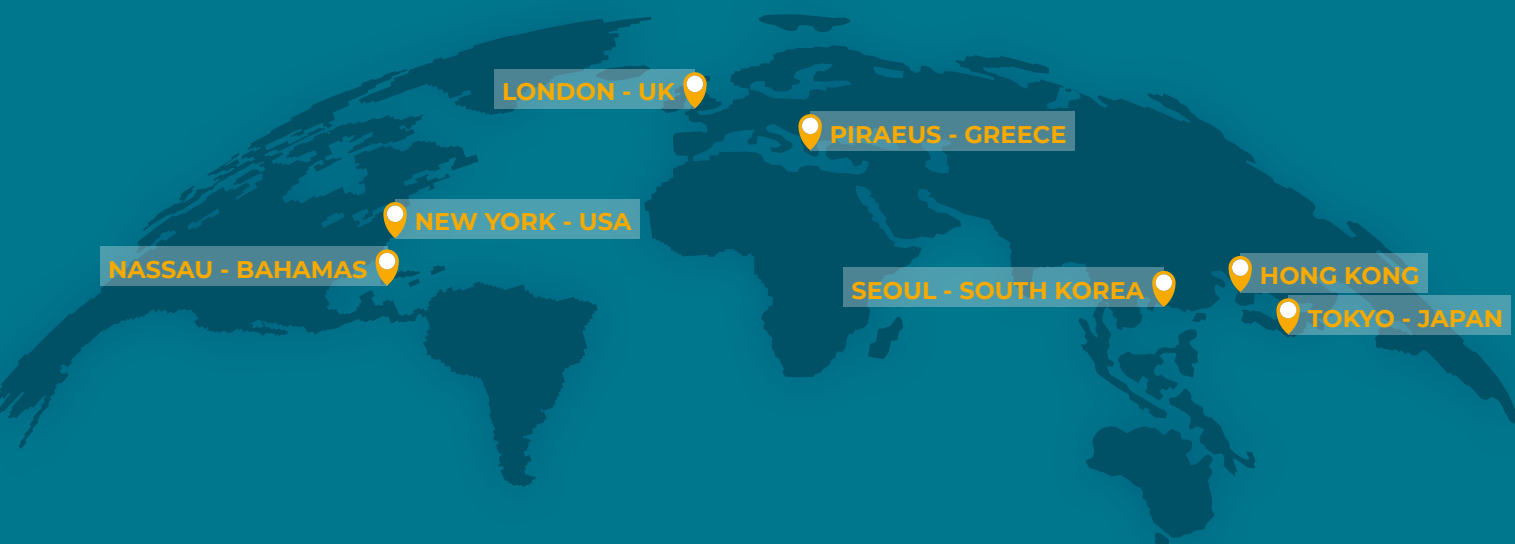 LONDON - UK
PIRAEUS - GREECE
NEW YORK - USA
NASSAU - BAHAMAS
SEOUL - SOUTH KOREA
HONG KONG
TOKYO - JAPAN